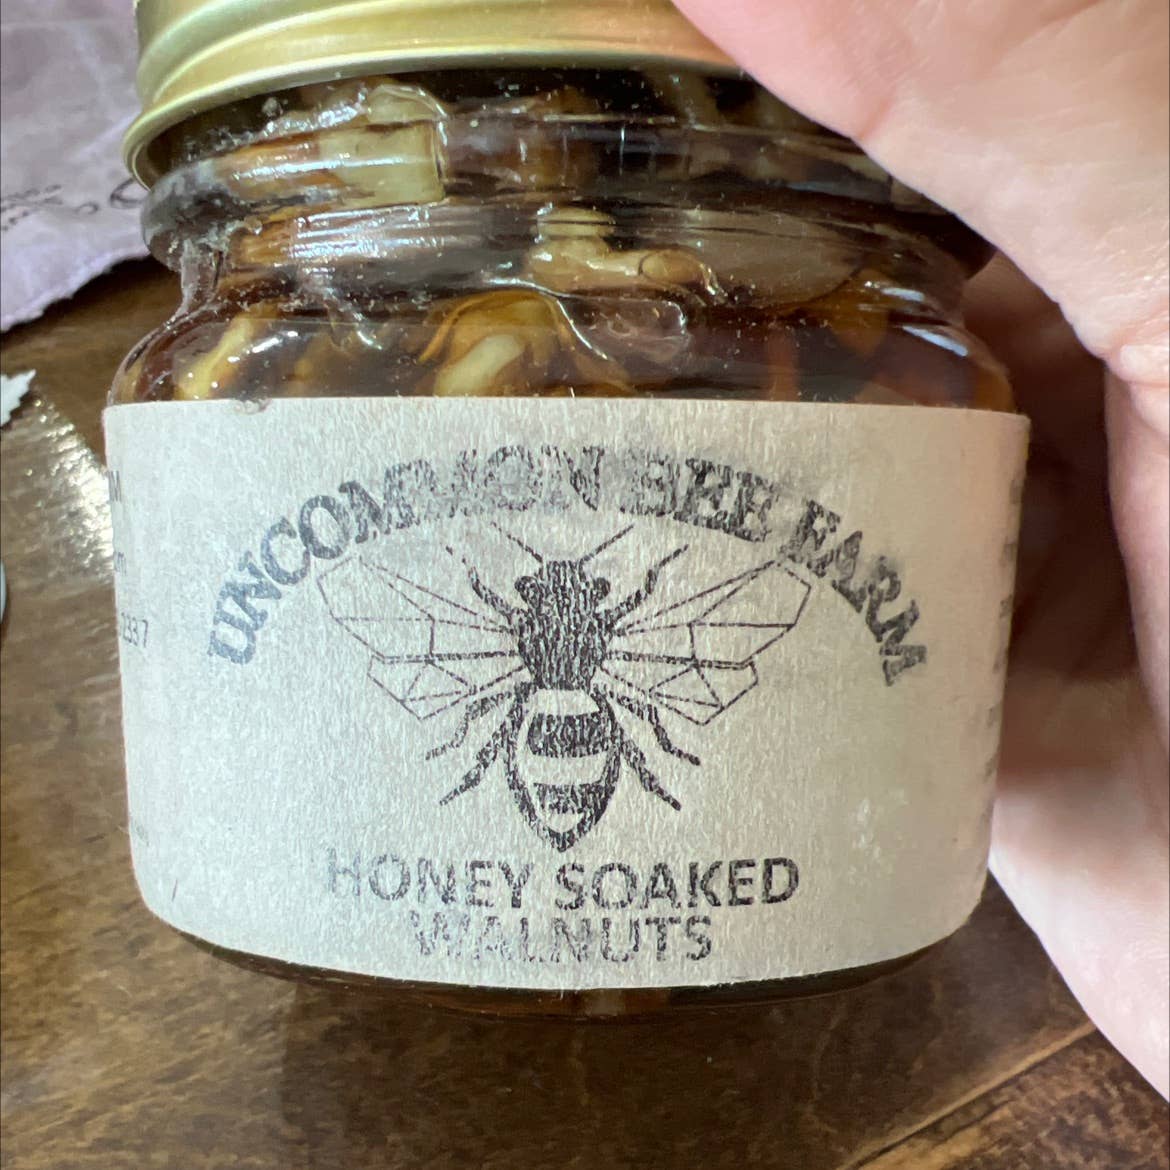 UNCOMMON BEE FARM
HONEY SOAKED
WALNUTS